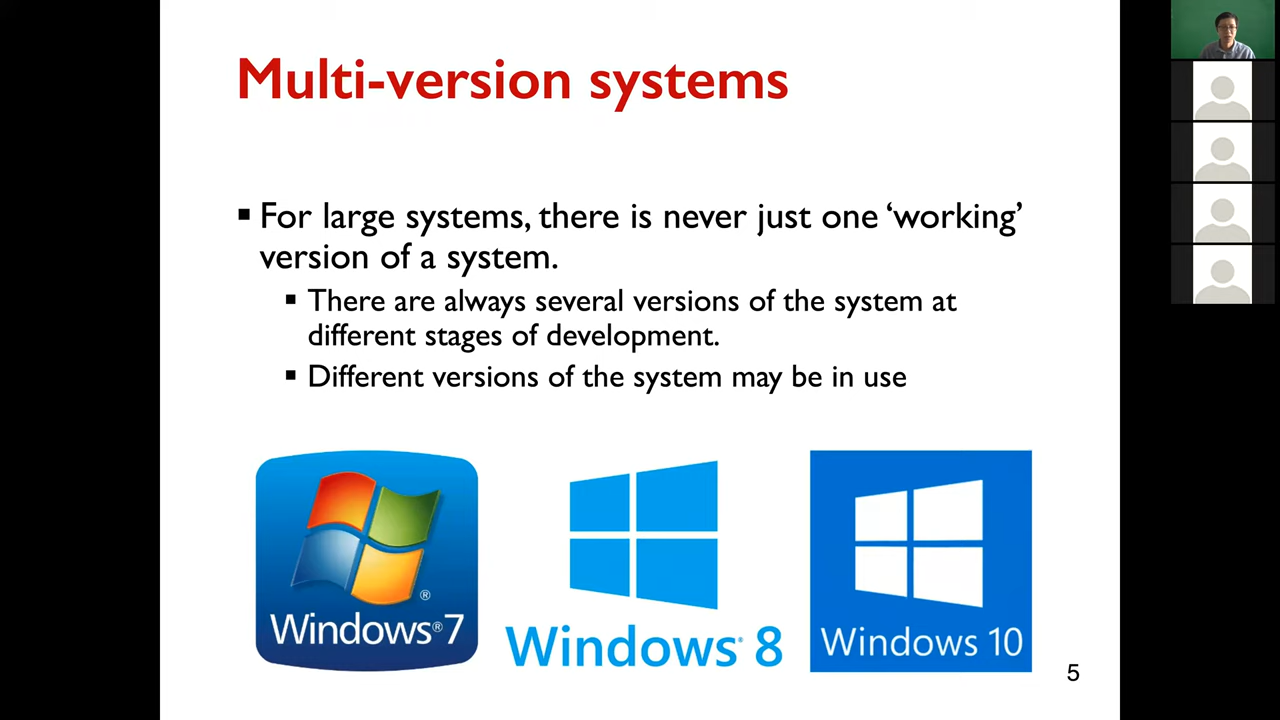 Multi-version systems
▪ For large systems, there is never just one ‘working’
version of a system.
▪ There are always several versions of the system at
different stages of development.
▪ Different versions of the system may be in use
Windows® 7
Windows® 8
Windows 10
5